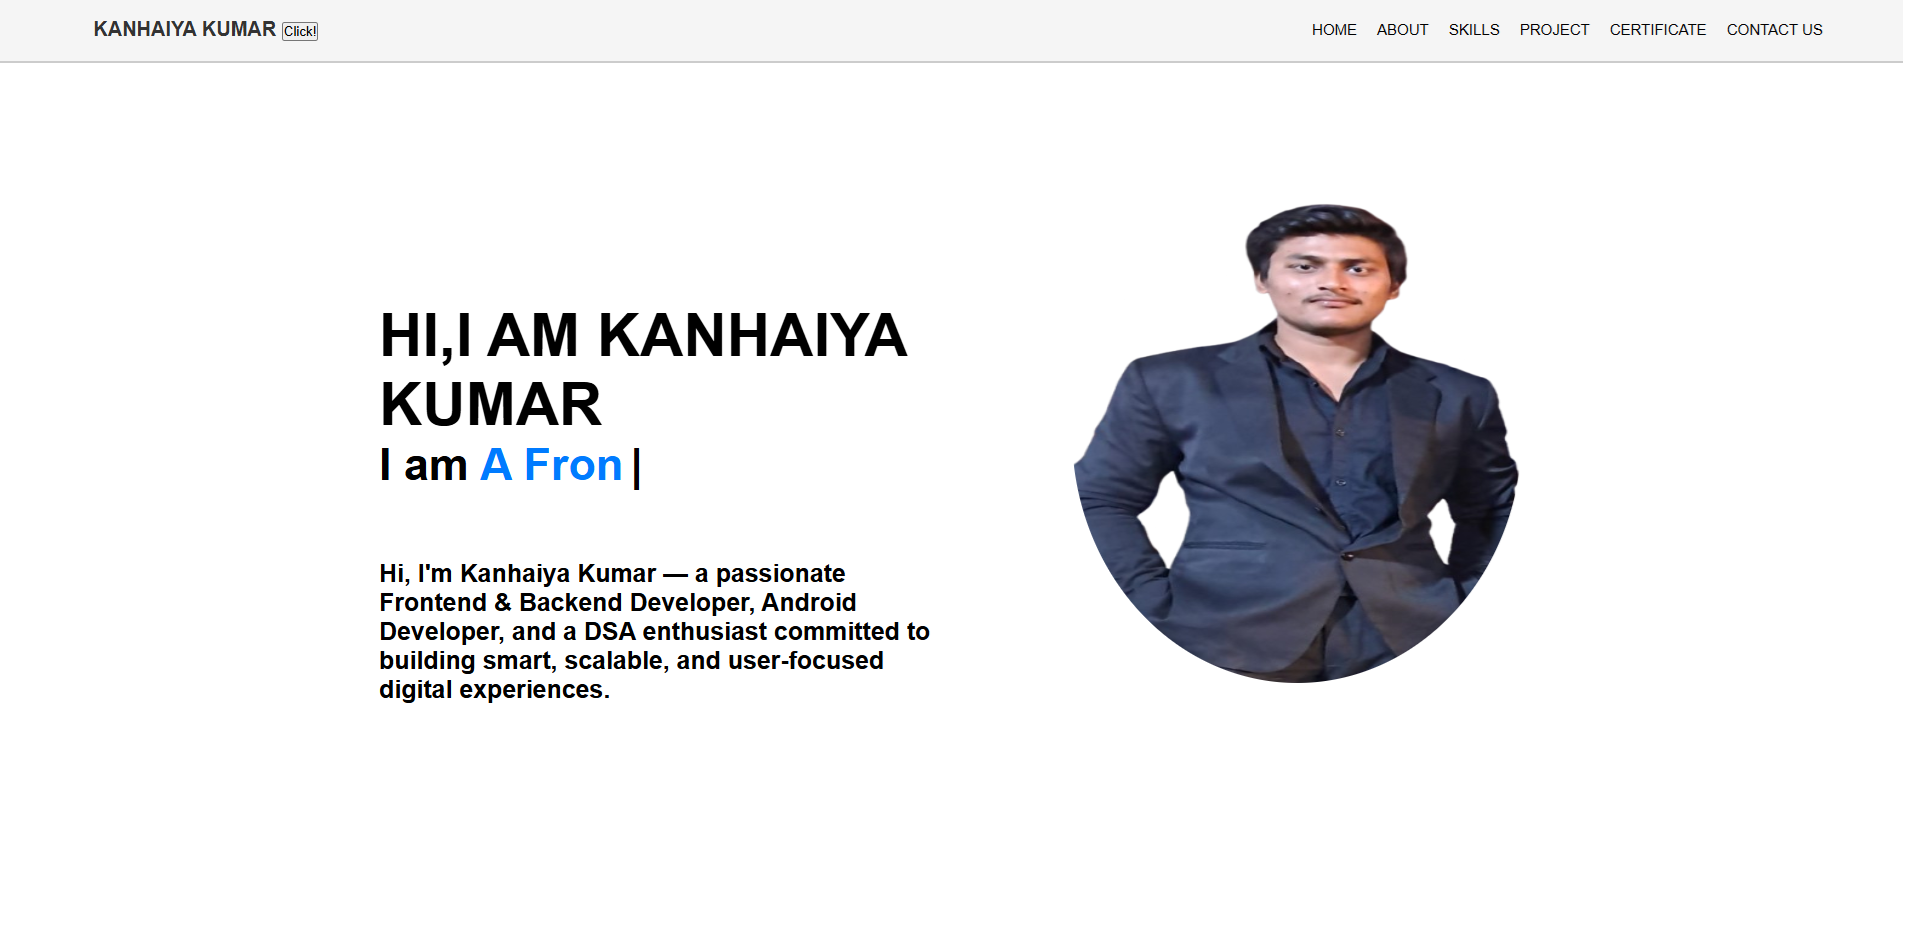 KANHAIYA KUMAR Click!
HOME ABOUT SKILLS PROJECT CERTIFICATE CONTACT US
HI,I AM KANHAIYA
KUMAR
I am A Fron|
Hi, I'm Kanhaiya Kumar — a passionate
Frontend & Backend Developer, Android
Developer, and a DSA enthusiast committed to
building smart, scalable, and user-focused
digital experiences.